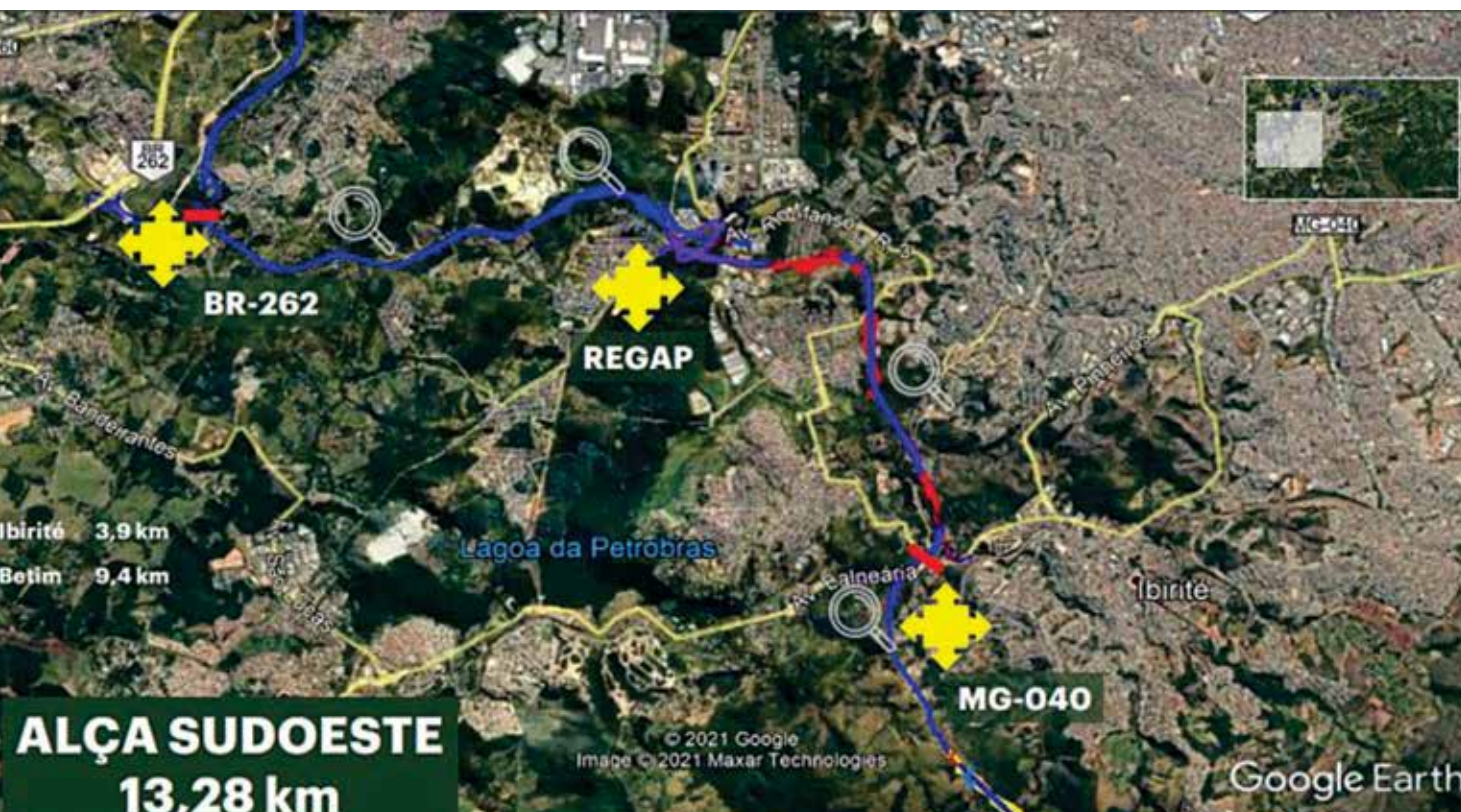 60
BR
262
MG-040
BR-262
REGAP
Av. Bandeirantes
Ibirité 3,9 km
Betim 9,4 km
Lagoa da Petrobras
Av. Balneária
Ibirité
MG-040
ALÇA SUDOESTE
13,28 km
© 2021 Google
Image © 2021 Maxar Technologies
Google Earth